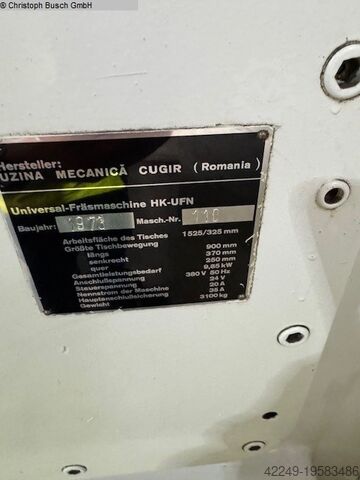 © Christoph Busch GmbH
Hersteller:
UZINA MECANICĂ CUGIR (Romania)
Universal-Fräsmaschine HK-UFN
Baujahr: 1973 Masch.-Nr. 110
Arbeitsfläche des Tisches 1525/325 mm
Größte Tischbewegung
längs 900 mm
senkrecht 370 mm
quer 250 mm
Gesamtleistungsbedarf 9,85 kW
Anschlußspannung 380 V 50 Hz
Steuerspannung 24 V
Nennstrom der Maschine 20 A
Hauptanschlußsicherung 35 A
Gewicht 3100 kg
42249-19583486